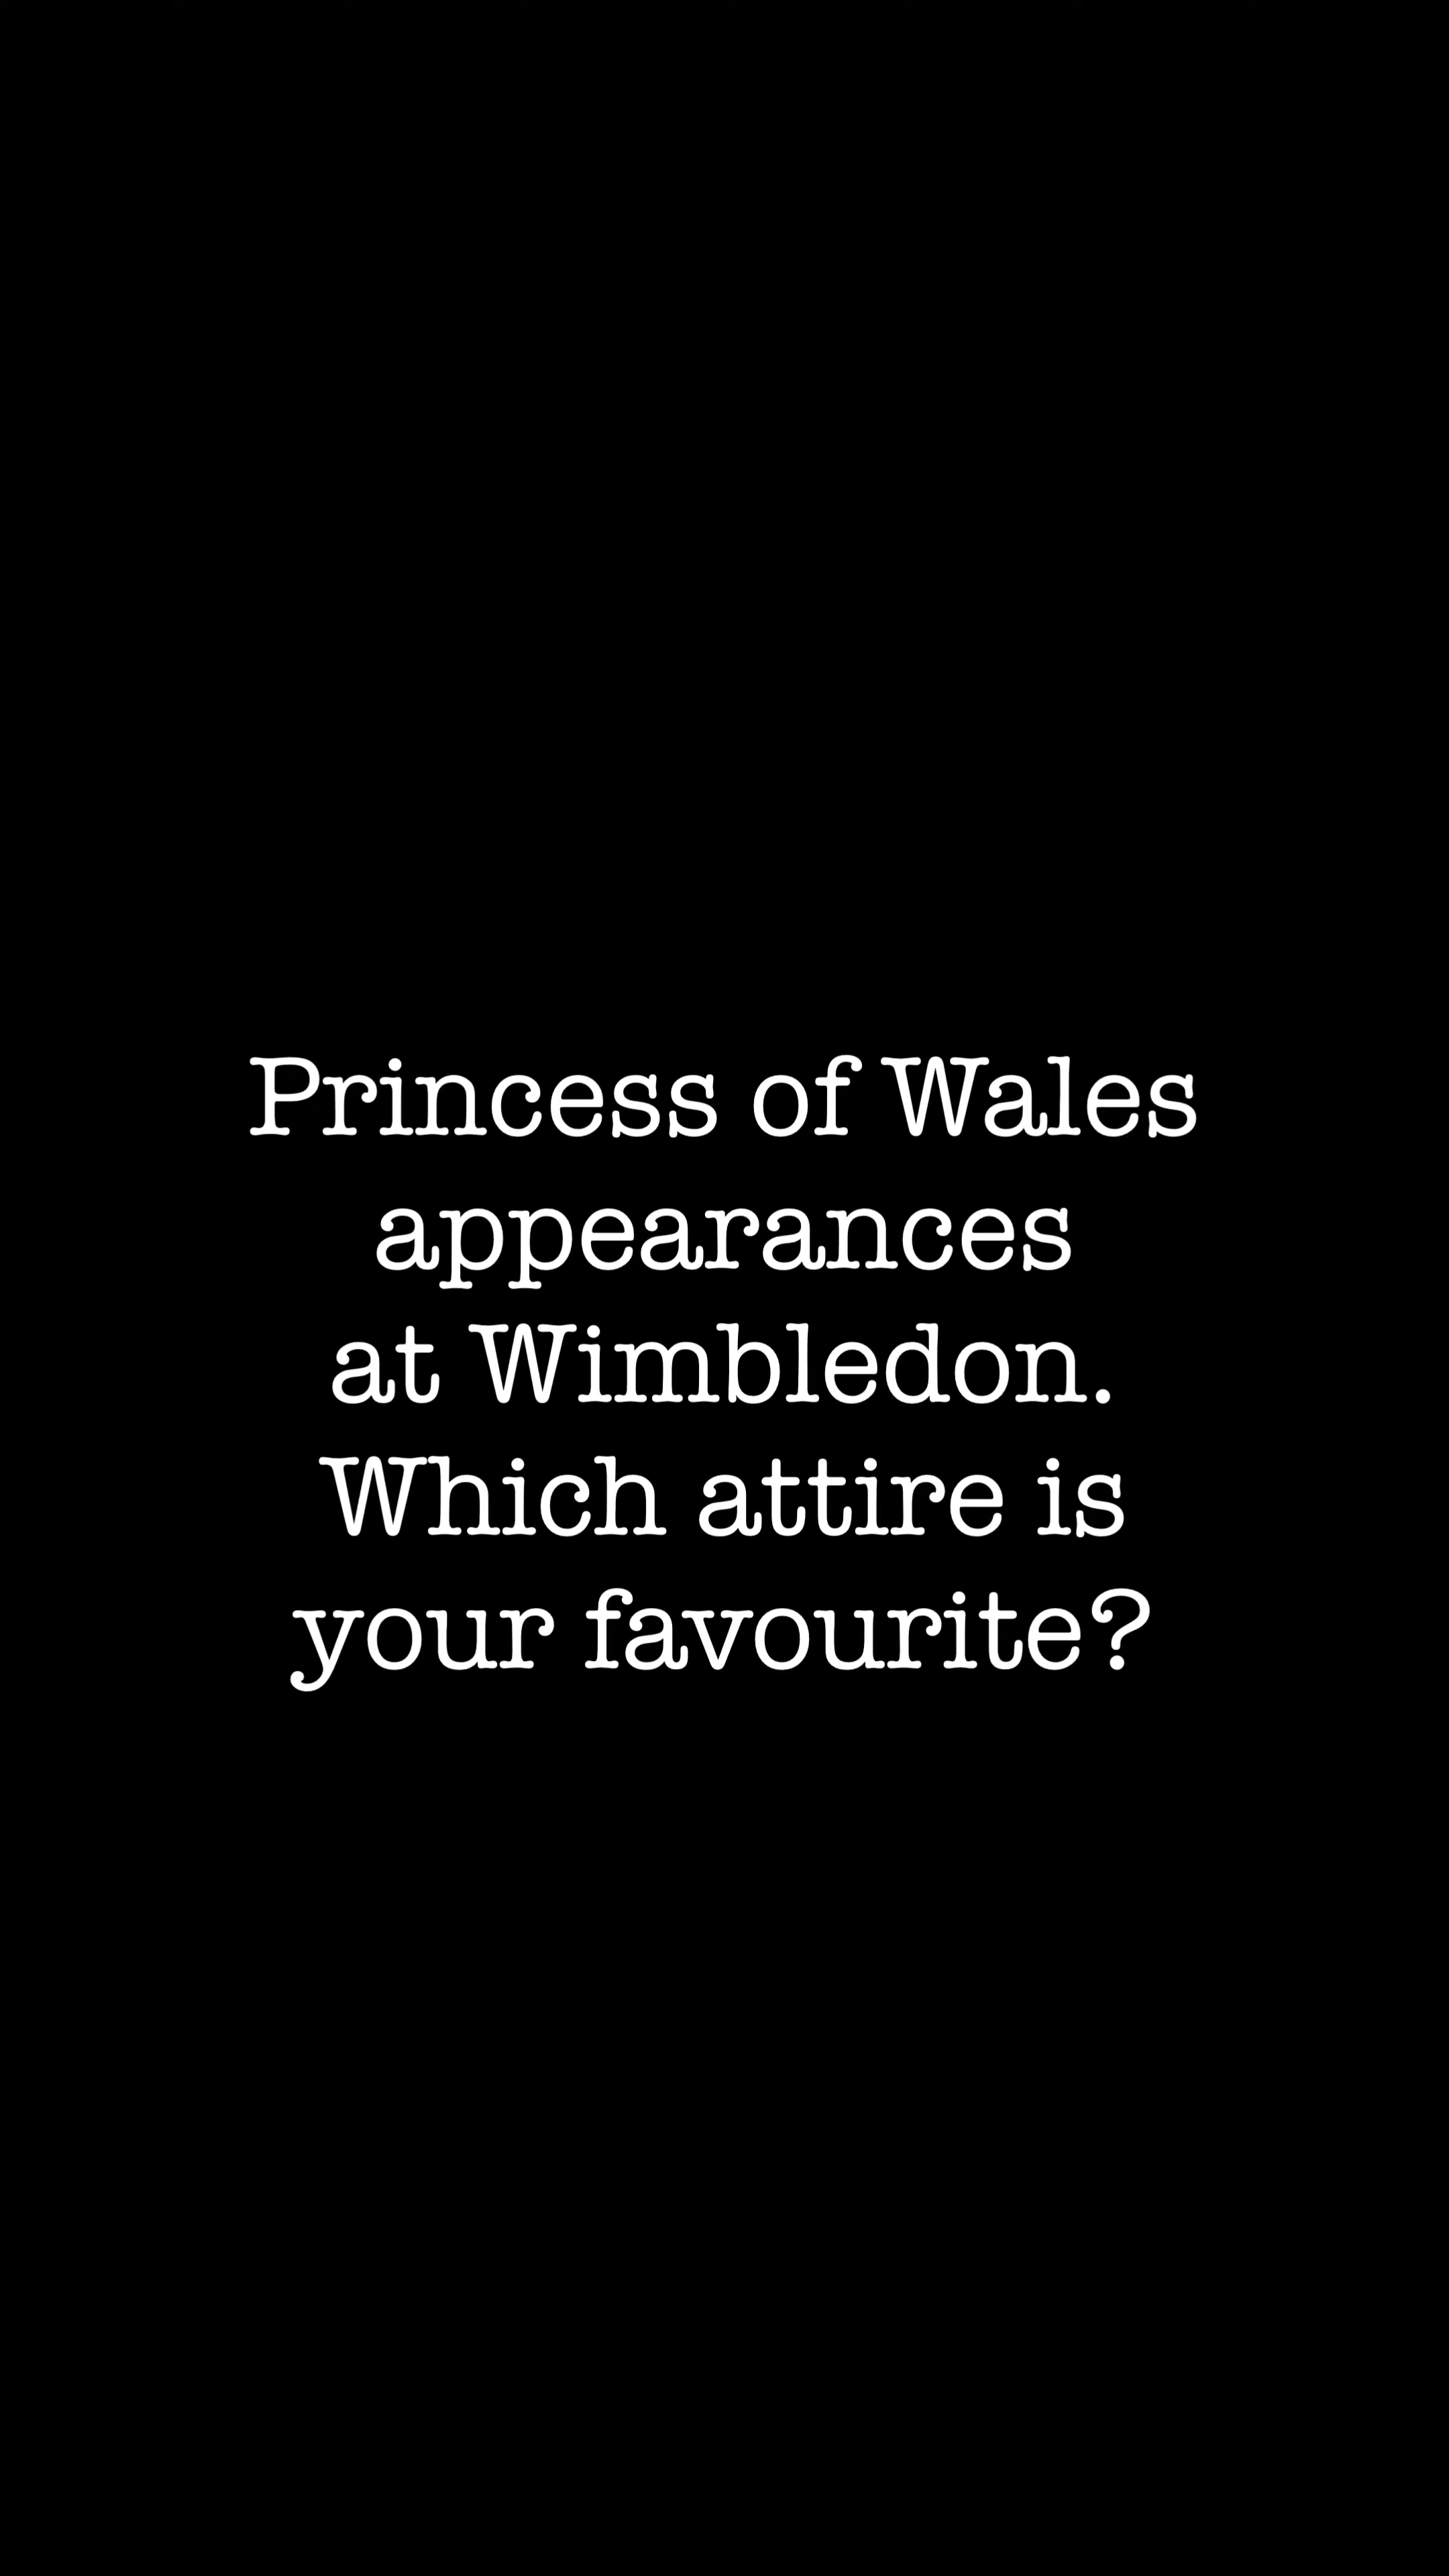 Princess of Wales
appearances
at Wimbledon.
Which attire is
your favourite?